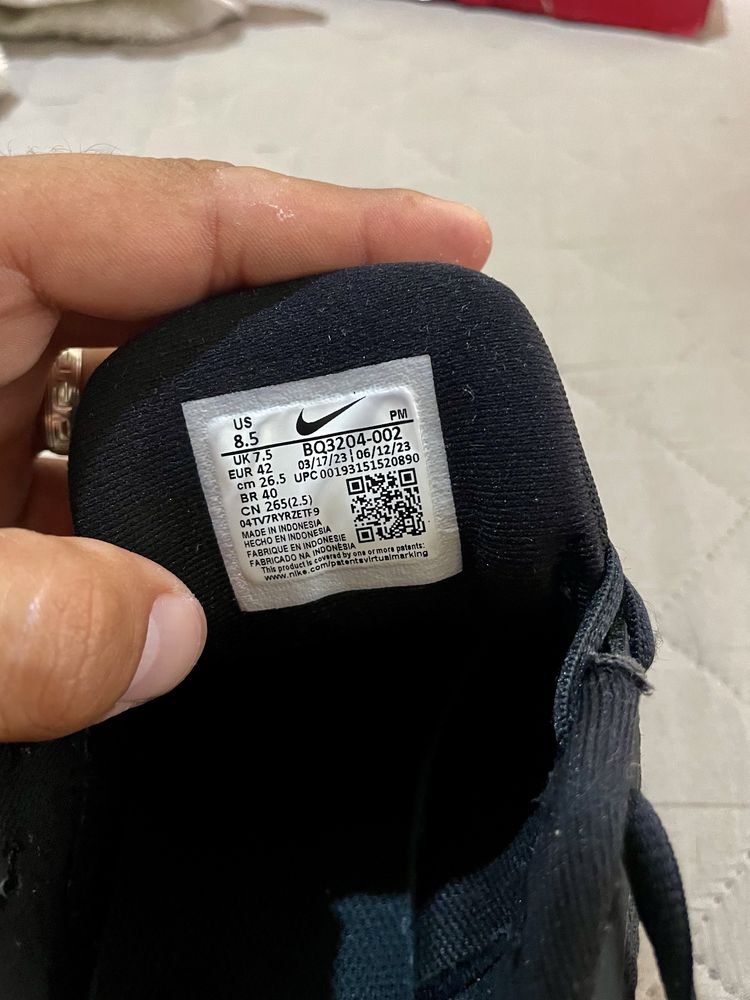 US
8.5
PM
UK 7.5
BQ3204-002
EUR 42
03/17/23 | 06/12/23
cm 26.5
UPC 00193151520890
BR 40
CN 265(2.5)
04TV7RYRZETF9
MADE IN INDONESIA
HECHO EN INDONESIA
FABRIQUE EN INDONESIE
FABRICADO NA INDONÈSIA
This product is covered by one or more patents:
www.nike.com/patentsvirtualmarking